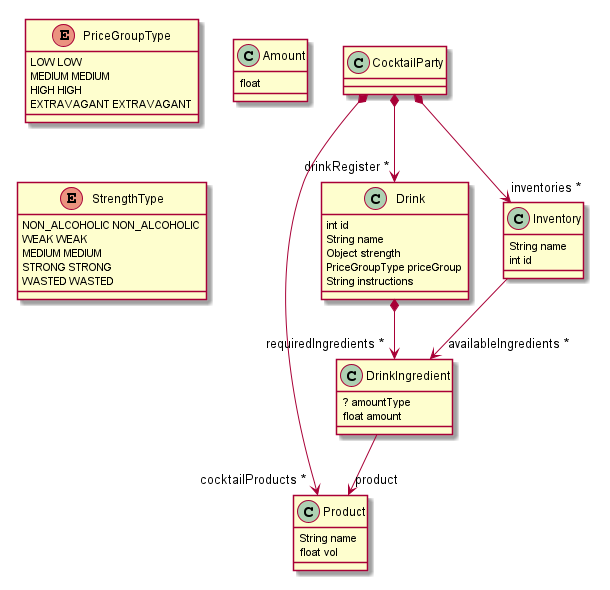 E PriceGroupType
LOW LOW
MEDIUM MEDIUM
HIGH HIGH
EXTRAVAGANT EXTRAVAGANT
C Amount
float
C CocktailParty
drinkRegister *
inventories *
E StrengthType
NON_ALCOHOLIC NON_ALCOHOLIC
WEAK WEAK
MEDIUM MEDIUM
STRONG STRONG
WASTED WASTED
C Drink
int id
String name
Object strength
PriceGroupType priceGroup
String instructions
C Inventory
String name
int id
requiredIngredients *
availableIngredients *
C DrinkIngredient
? amountType
float amount
cocktailProducts *
product
C Product
String name
float vol